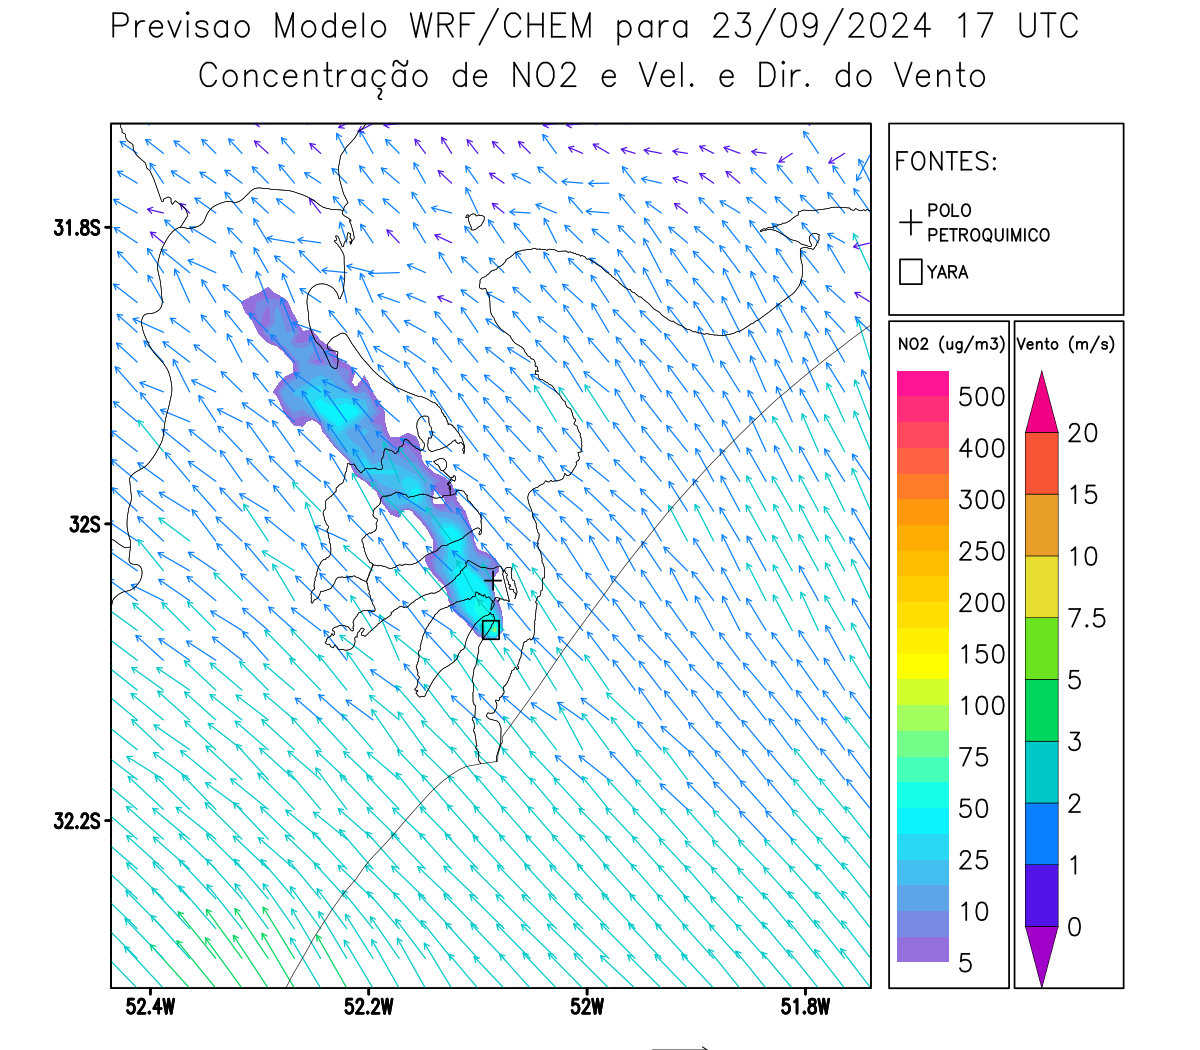 Previsao Modelo WRF/CHEM para 23/09/2024 17 UTC
Concentração de NO2 e Vel. e Dir. do Vento
FONTES:
POLO
PETROQUIMICO
YARA
31.8S
32S
32.2S
52.4W
52.2W
52W
51.8W
NO2 (ug/m3)
500
400
300
250
200
150
100
75
50
25
10
5
Vento (m/s)
20
15
10
7.5
5
3
2
1
0